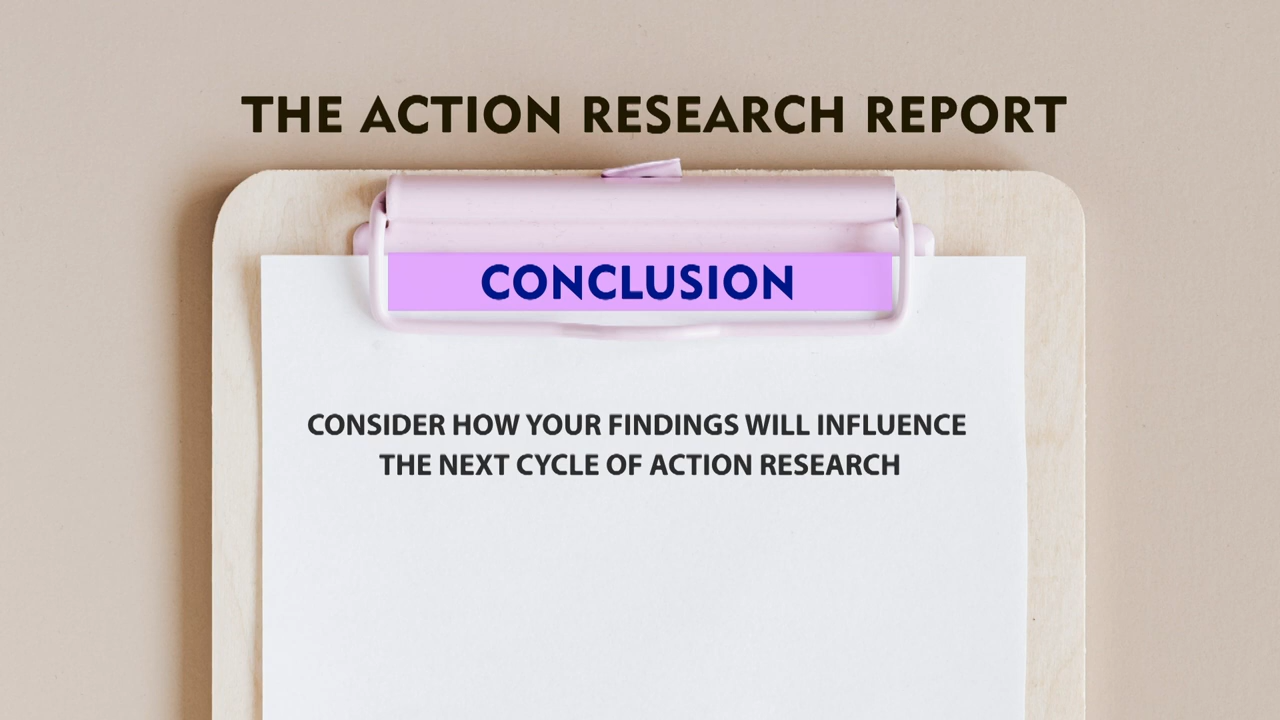 THE ACTION RESEARCH REPORT
CONCLUSION
CONSIDER HOW YOUR FINDINGS WILL INFLUENCE
THE NEXT CYCLE OF ACTION RESEARCH